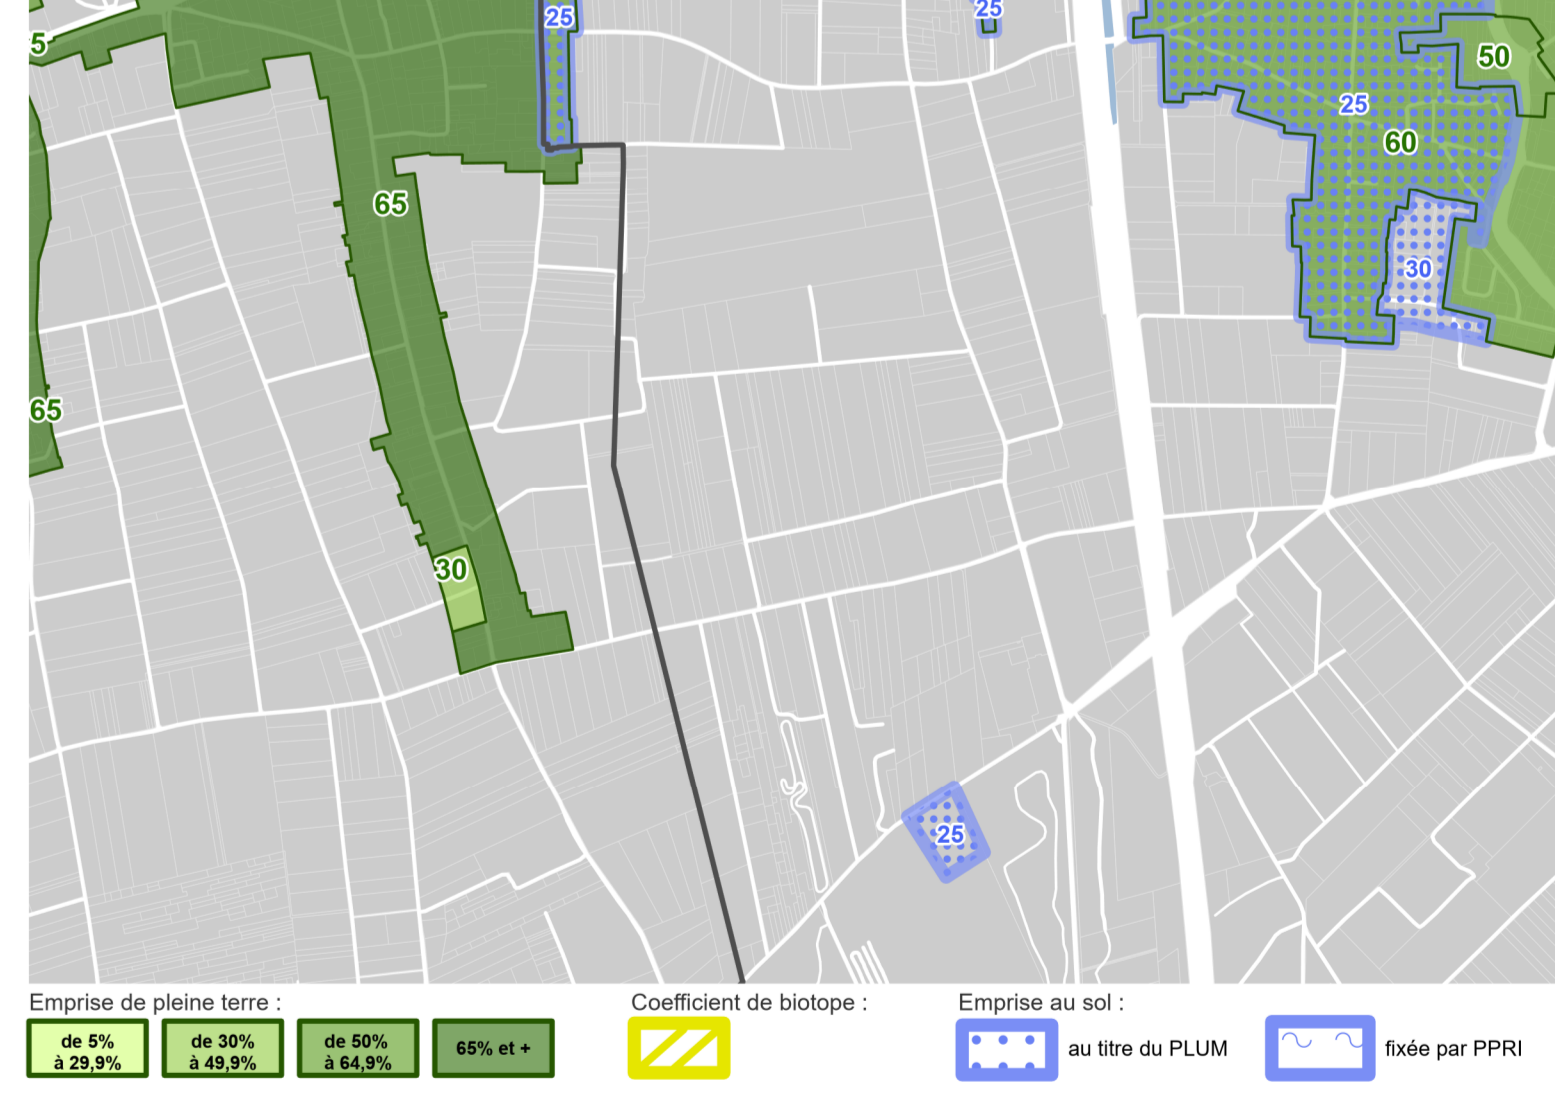 25
25
5
50
25
60
65
30
65
30
25
Emprise de pleine terre :
Coefficient de biotope :
Emprise au sol :
de 5%
à 29,9%
de 30%
à 49,9%
de 50%
à 64,9%
65% et +
au titre du PLUM
fixée par PPRI